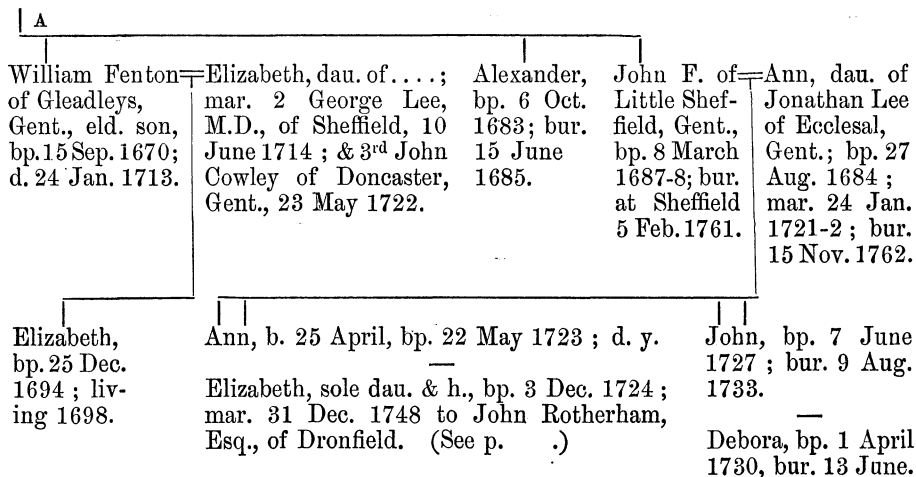 A
William Fenton=
of Gleadleys,
Gent., eld. son,
bp. 15 Sep. 1670;
d. 24 Jan. 1713.
Elizabeth, dau. of . . . . ;
mar. 2 George Lee,
M.D., of Sheffield, 10
June 1714 ; & 3rd John
Cowley of Doncaster,
Gent., 23 May 1722.
Alexander,
bp. 6 Oct.
1683; bur.
15 June
1685.
John F. of=
Little Shef-
field, Gent.,
bp. 8 March
1687-8; bur.
at Sheffield
5 Feb. 1761.
Ann, dau. of
Jonathan Lee
of Ecclesal,
Gent.; bp. 27
Aug. 1684 ;
mar. 24 Jan.
1721-2 ; bur.
15 Nov. 1762.
Elizabeth,
bp. 25 Dec.
1694 ; liv-
ing 1698.
Ann, b. 25 April, bp. 22 May 1723 ; d. y.
—
Elizabeth, sole dau. & h., bp. 3 Dec. 1724 ;
mar. 31 Dec. 1748 to John Rotherham,
Esq., of Dronfield. (See p. .)
John, bp. 7 June
1727 ; bur. 9 Aug.
1733.
—
Debora, bp. 1 April
1730, bur. 13 June.